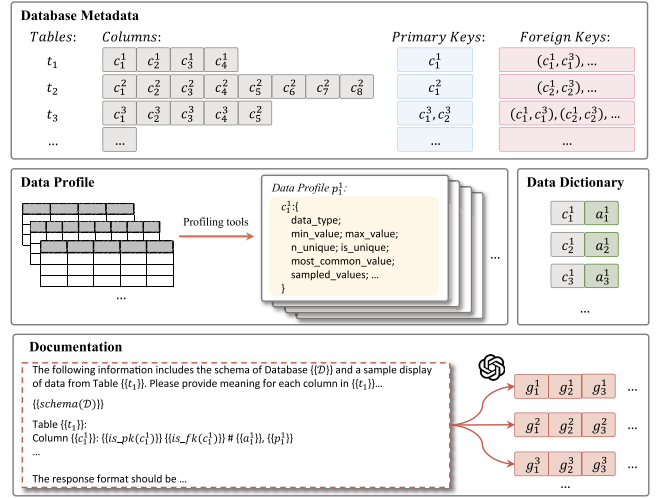 Database Metadata
Tables: Columns: Primary Keys: Foreign Keys:
t₁ c₁¹ c₂¹ c₃¹ c₄¹ c₁¹ (c₁¹, c₁³), ...
t₂ c₁² c₂² c₃² c₄² c₅² c₆² c₇² c₈² c₁² (c₂², c₂³), ...
t₃ c₁³ c₂³ c₃³ c₄³ c₅³ c₁³, c₂³ (c₁¹, c₁³), (c₂², c₂³), ...
... ... ... ...
Data Profile
Profiling tools
...
Data Profile p₁¹:
c₁¹:{
data_type;
min_value; max_value;
n_unique; is_unique;
most_common_value;
sampled_values; ...
}
...
Data Dictionary
c₁¹ a₁¹
c₂¹ a₂¹
c₃¹ a₃¹
...
Documentation
The following information includes the schema of Database {{𝒟}} and a sample display
of data from Table {{t₁}}. Please provide meaning for each column in {{t₁}}...
{{schema(𝒟)}}
Table {{t₁}}:
Column {{c₁¹}}: {{is_pk(c₁¹)}} {{is_fk(c₁¹)}} # {{a₁¹}}, {{p₁¹}}
...
The response format should be ...
g₁¹ g₂¹ g₃¹ ...
g₁² g₂² g₃² ...
g₁³ g₂³ g₃³ ...
...